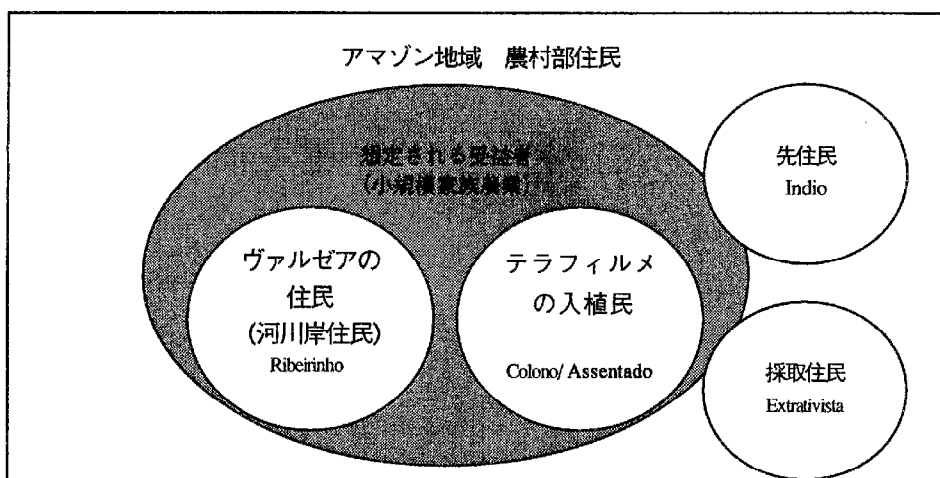 アマゾン地域　農村部住民
想定される受益者
(小規模家族農業)
ヴァルゼアの
住民
(河川岸住民)
Ribeirinho
テラフィルメ
の入植民
Colono/ Assentado
先住民
Indio
採取住民
Extrativista